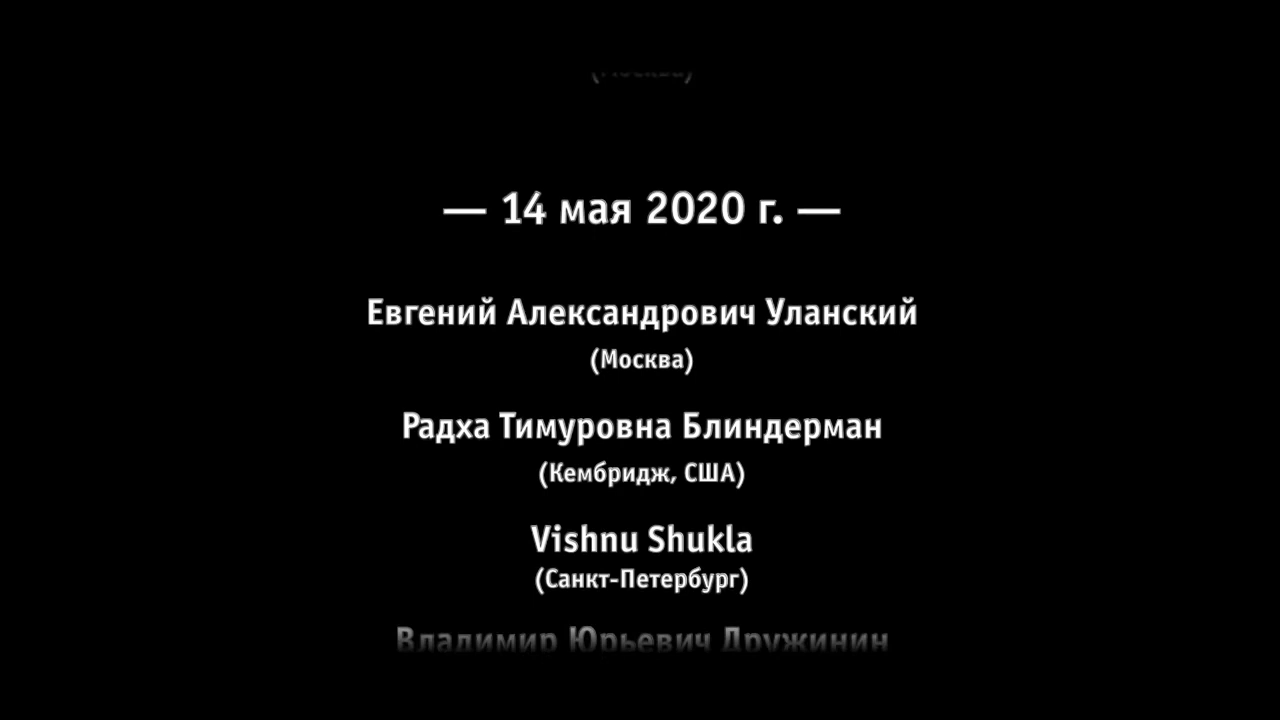 (Москва)
— 14 мая 2020 г. —
Евгений Александрович Уланский
(Москва)
Радха Тимуровна Блиндерман
(Кембридж, США)
Vishnu Shukla
(Санкт-Петербург)
Владимир Юрьевич Дружинин